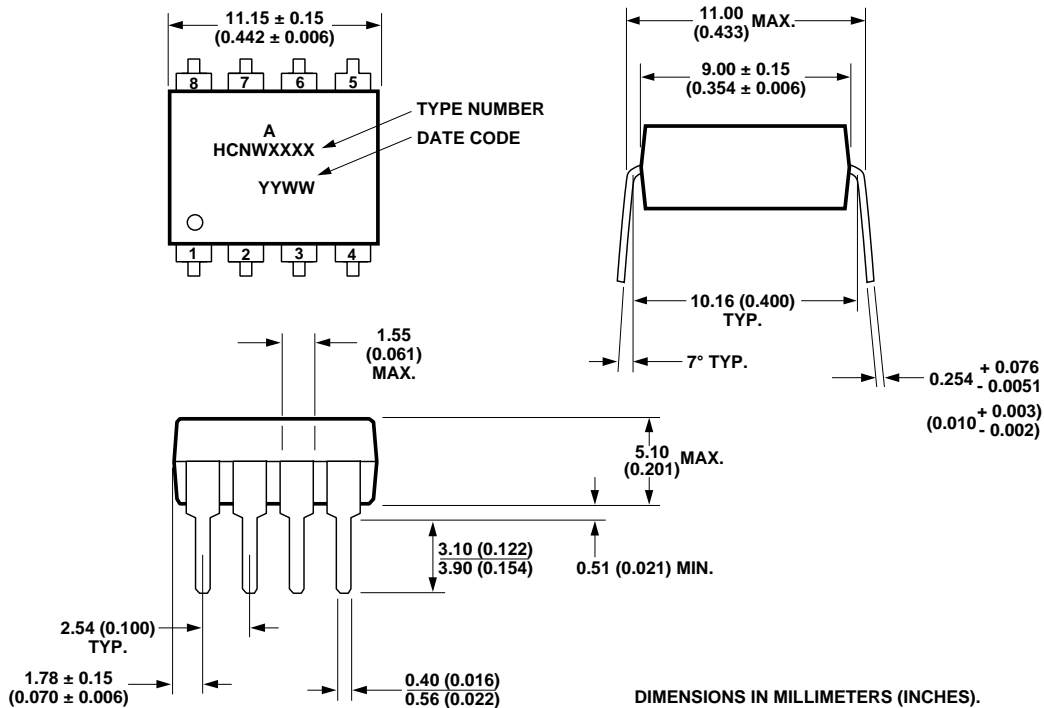 11.15 ± 0.15
(0.442 ± 0.006)
8 7 6 5
A
HCNWXXXX
YYWW
1 2 3 4
TYPE NUMBER
DATE CODE
11.00
(0.433) MAX.
9.00 ± 0.15
(0.354 ± 0.006)
10.16 (0.400)
TYP.
7° TYP.
0.254 + 0.076
- 0.0051
(0.010 + 0.003)
- 0.002)
1.55
(0.061)
MAX.
5.10
(0.201) MAX.
3.10 (0.122)
3.90 (0.154)
0.51 (0.021) MIN.
2.54 (0.100)
TYP.
1.78 ± 0.15
(0.070 ± 0.006)
0.40 (0.016)
0.56 (0.022)
DIMENSIONS IN MILLIMETERS (INCHES).